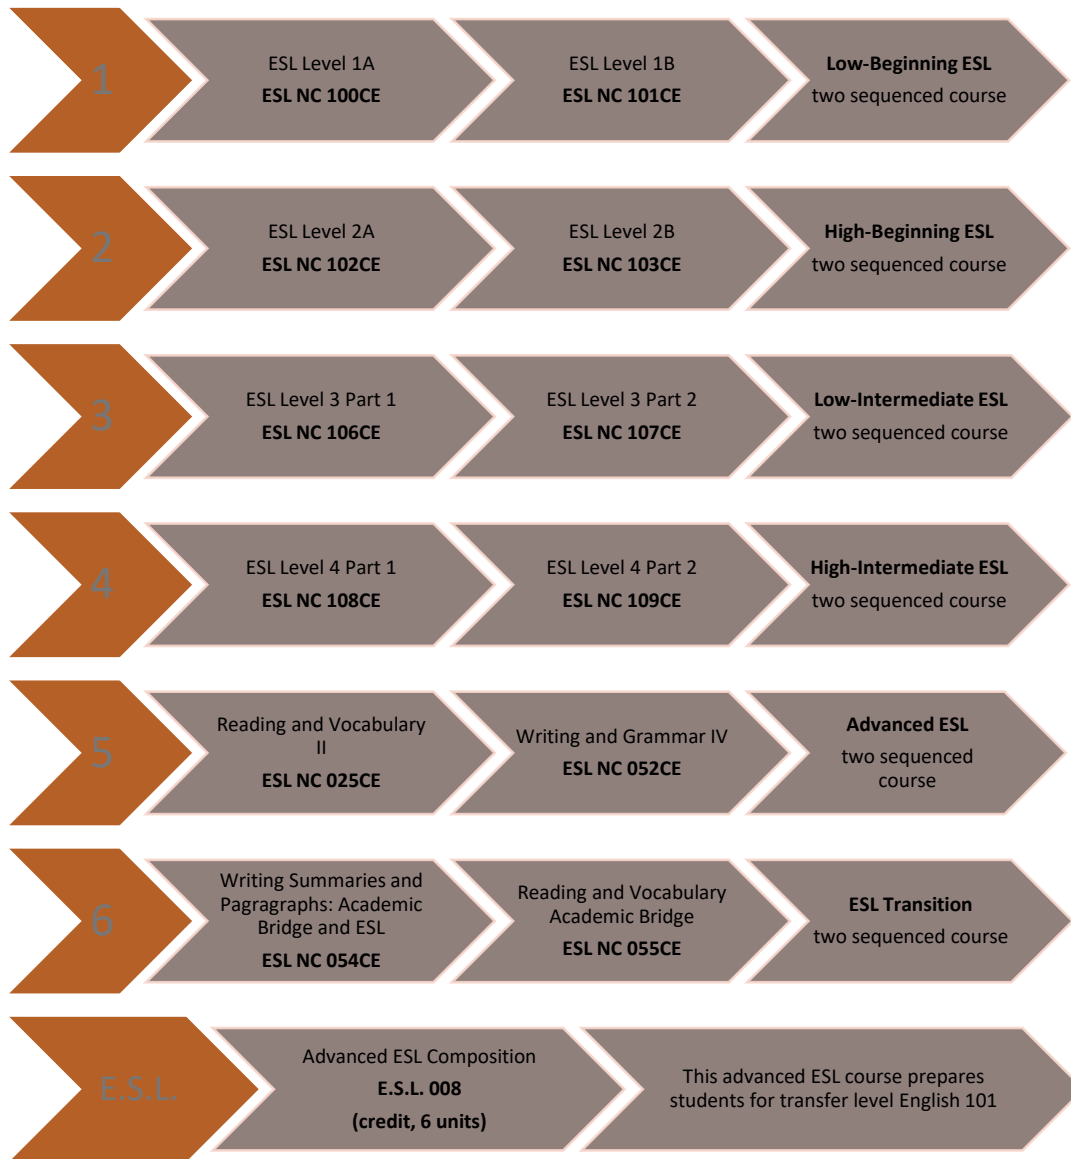 1
ESL Level 1A
ESL NC 100CE
ESL Level 1B
ESL NC 101CE
Low-Beginning ESL
two sequenced course
2
ESL Level 2A
ESL NC 102CE
ESL Level 2B
ESL NC 103CE
High-Beginning ESL
two sequenced course
3
ESL Level 3 Part 1
ESL NC 106CE
ESL Level 3 Part 2
ESL NC 107CE
Low-Intermediate ESL
two sequenced course
4
ESL Level 4 Part 1
ESL NC 108CE
ESL Level 4 Part 2
ESL NC 109CE
High-Intermediate ESL
two sequenced course
5
Reading and Vocabulary
II
ESL NC 025CE
Writing and Grammar IV
ESL NC 052CE
Advanced ESL
two sequenced
course
6
Writing Summaries and
Pagragraphs: Academic
Bridge and ESL
ESL NC 054CE
Reading and Vocabulary
Academic Bridge
ESL NC 055CE
ESL Transition
two sequenced course
E.S.L.
Advanced ESL Composition
E.S.L. 008
(credit, 6 units)
This advanced ESL course prepares
students for transfer level English 101